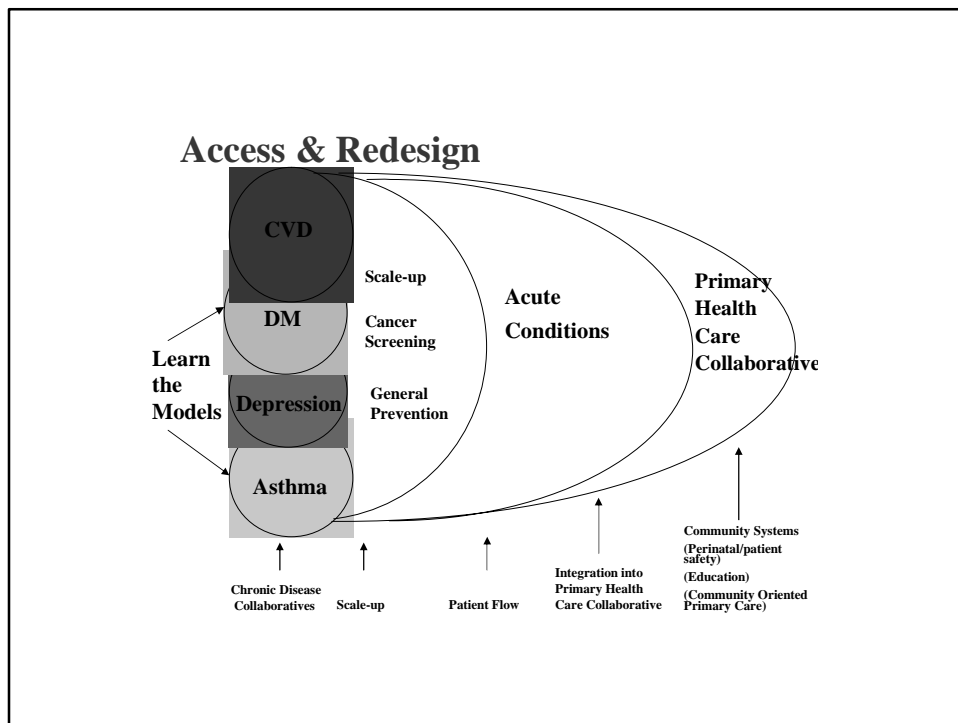 Access & Redesign
CVD
DM
Depression
Asthma
Learn
the
Models
Scale-up
Cancer
Screening
General
Prevention
Acute
Conditions
Primary
Health
Care
Collaborative
Chronic Disease
Collaboratives
Scale-up
Patient Flow
Integration into
Primary Health
Care Collaborative
Community Systems
(Perinatal/patient
safety)
(Education)
(Community Oriented
Primary Care)